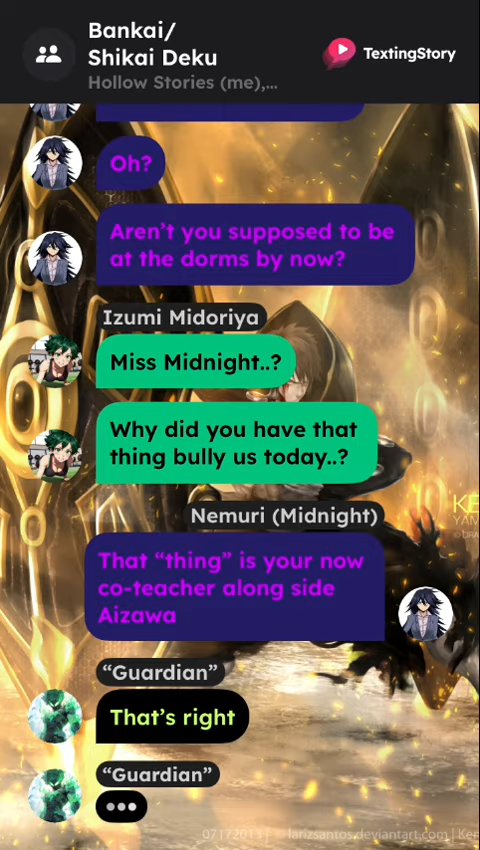 Bankai/
Shikai Deku
Hollow Stories (me),...
TextingStory
Oh?
Aren't you supposed to be
at the dorms by now?
Izumi Midoriya
Miss Midnight..?
Why did you have that
thing bully us today..?
Nemuri (Midnight)
That “thing” is your now
co-teacher along side
Aizawa
“Guardian”
That's right
“Guardian”
07172013 | © larizsantos.deviantart.com | Ken